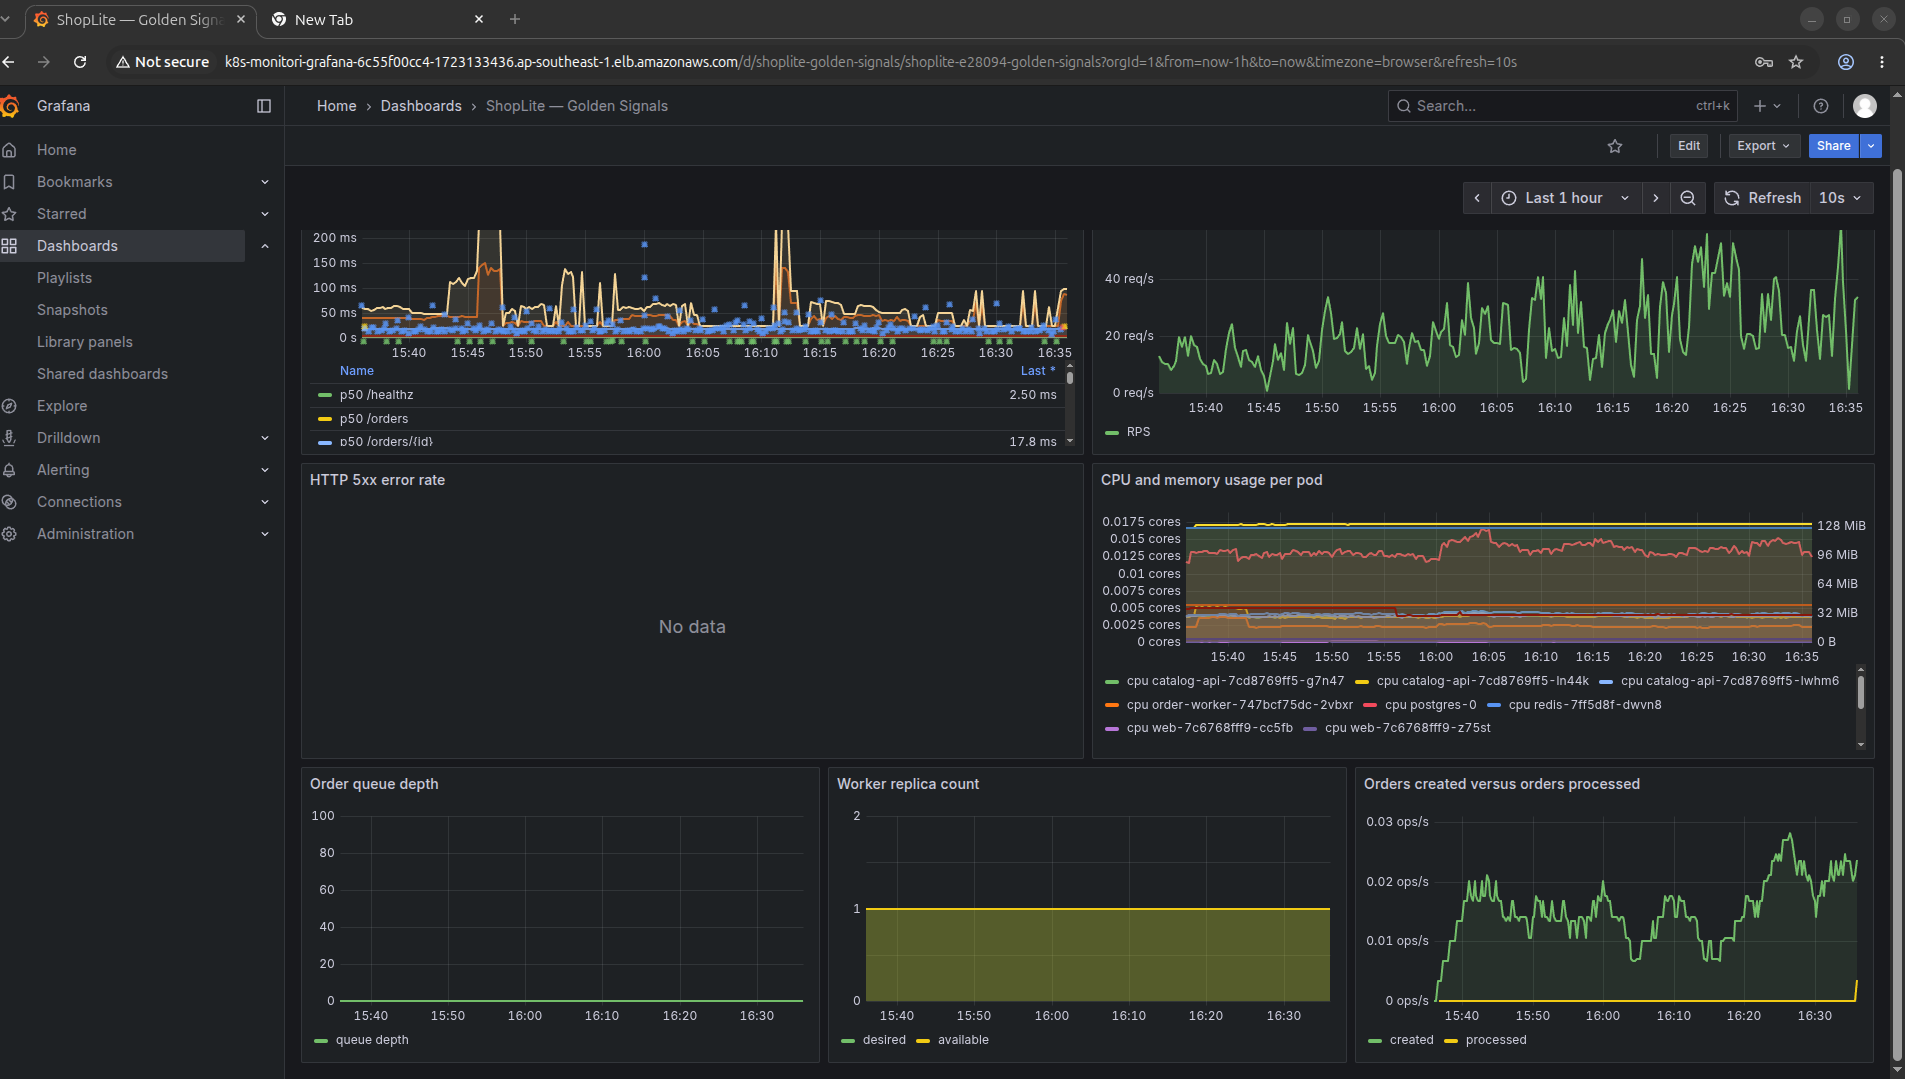 ShopLite — Golden Signa
New Tab
Not secure
k8s-monitori-grafana-6c55f00cc4-1723133436.ap-southeast-1.elb.amazonaws.com/d/shoplite-golden-signals/shoplite-e28094-golden-signals?orgId=1&from=now-1h&to=now&timezone=browser&refresh=10s
Grafana
Home › Dashboards › ShopLite — Golden Signals
Search...
ctrl+k
Home
Bookmarks
Starred
Dashboards
Playlists
Snapshots
Library panels
Shared dashboards
Explore
Drilldown
Alerting
Connections
Administration
Edit
Export
Share
Last 1 hour
Refresh
10s
200 ms
150 ms
100 ms
50 ms
0 s
15:40 15:45 15:50 15:55 16:00 16:05 16:10 16:15 16:20 16:25 16:30 16:35
Name Last *
p50 /healthz 2.50 ms
p50 /orders
p50 /orders/{id} 17.8 ms
40 req/s
20 req/s
0 req/s
15:40 15:45 15:50 15:55 16:00 16:05 16:10 16:15 16:20 16:25 16:30 16:35
RPS
HTTP 5xx error rate
No data
CPU and memory usage per pod
0.0175 cores
0.015 cores
0.0125 cores
0.01 cores
0.0075 cores
0.005 cores
0.0025 cores
0 cores
128 MiB
96 MiB
64 MiB
32 MiB
0 B
15:40 15:45 15:50 15:55 16:00 16:05 16:10 16:15 16:20 16:25 16:30 16:35
cpu catalog-api-7cd8769ff5-g7n47 cpu catalog-api-7cd8769ff5-ln44k cpu catalog-api-7cd8769ff5-lwhm6
cpu order-worker-747bcf75dc-2vbxr cpu postgres-0 cpu redis-7ff5d8f-dwvn8
cpu web-7c6768fff9-cc5fb cpu web-7c6768fff9-z75st
Order queue depth
100
80
60
40
20
0
15:40 15:50 16:00 16:10 16:20 16:30
queue depth
Worker replica count
2
1
0
15:40 15:50 16:00 16:10 16:20 16:30
desired available
Orders created versus orders processed
0.03 ops/s
0.02 ops/s
0.01 ops/s
0 ops/s
15:40 15:50 16:00 16:10 16:20 16:30
created processed